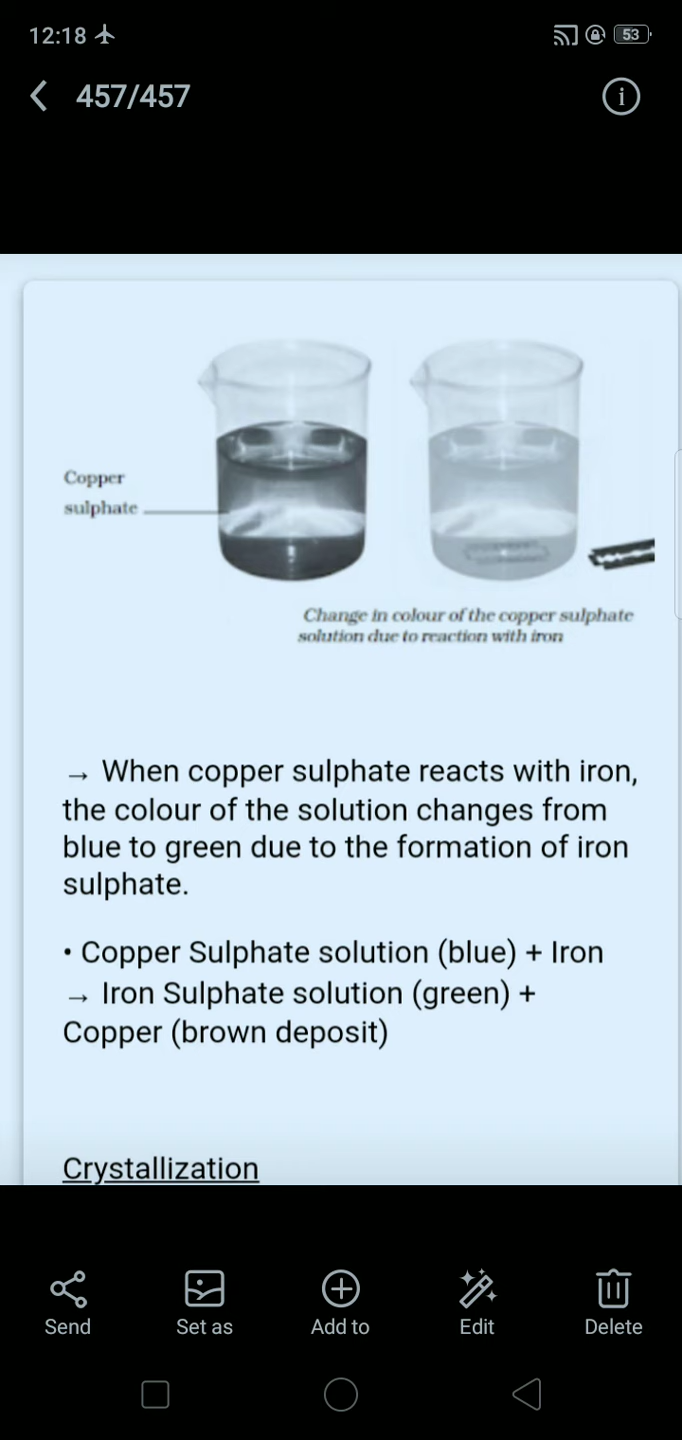 12:18
53
457/457
Copper
sulphate
Change in colour of the copper sulphate
solution due to reaction with iron
→ When copper sulphate reacts with iron,
the colour of the solution changes from
blue to green due to the formation of iron
sulphate.
• Copper Sulphate solution (blue) + Iron
→ Iron Sulphate solution (green) +
Copper (brown deposit)
Crystallization
Send Set as Add to Edit Delete